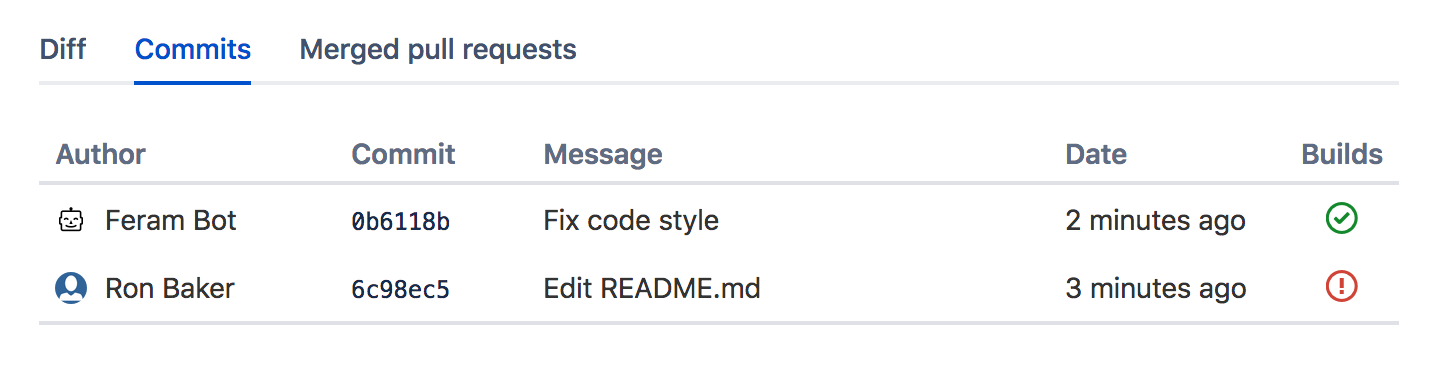 Diff Commits Merged pull requests
Author Commit Message Date Builds
Feram Bot 0b6118b Fix code style 2 minutes ago
Ron Baker 6c98ec5 Edit README.md 3 minutes ago